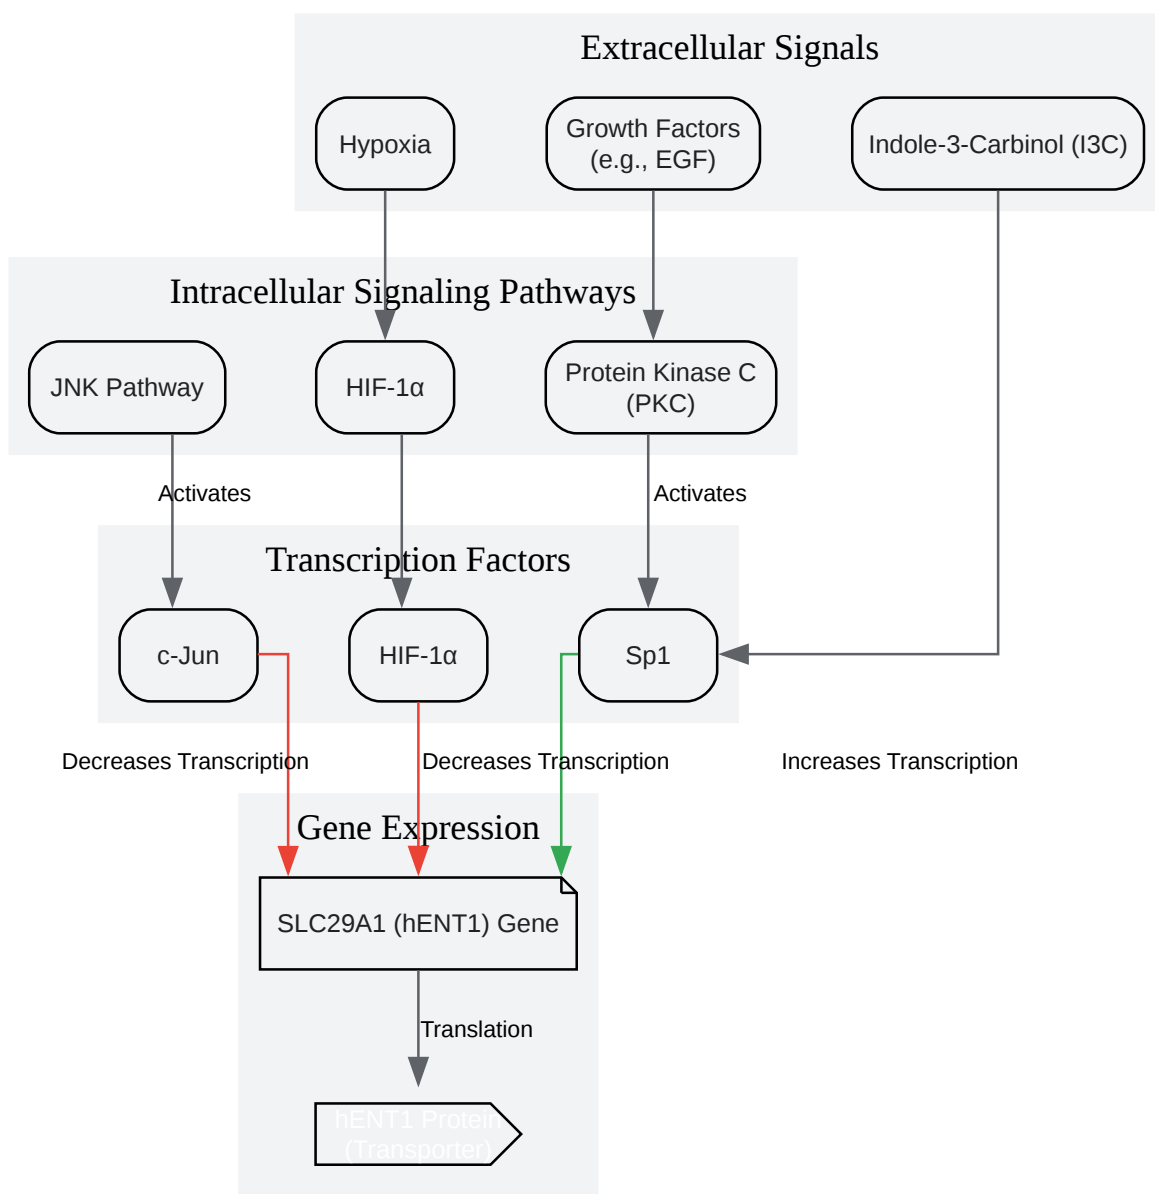 Extracellular Signals
Hypoxia
Growth Factors
(e.g., EGF)
Indole-3-Carbinol (I3C)
Intracellular Signaling Pathways
JNK Pathway
HIF-1α
Protein Kinase C
(PKC)
Activates
Activates
Transcription Factors
c-Jun
HIF-1α
Sp1
Decreases Transcription
Decreases Transcription
Increases Transcription
Gene Expression
SLC29A1 (hENT1) Gene
Translation
hENT1 Protein
(Transporter)